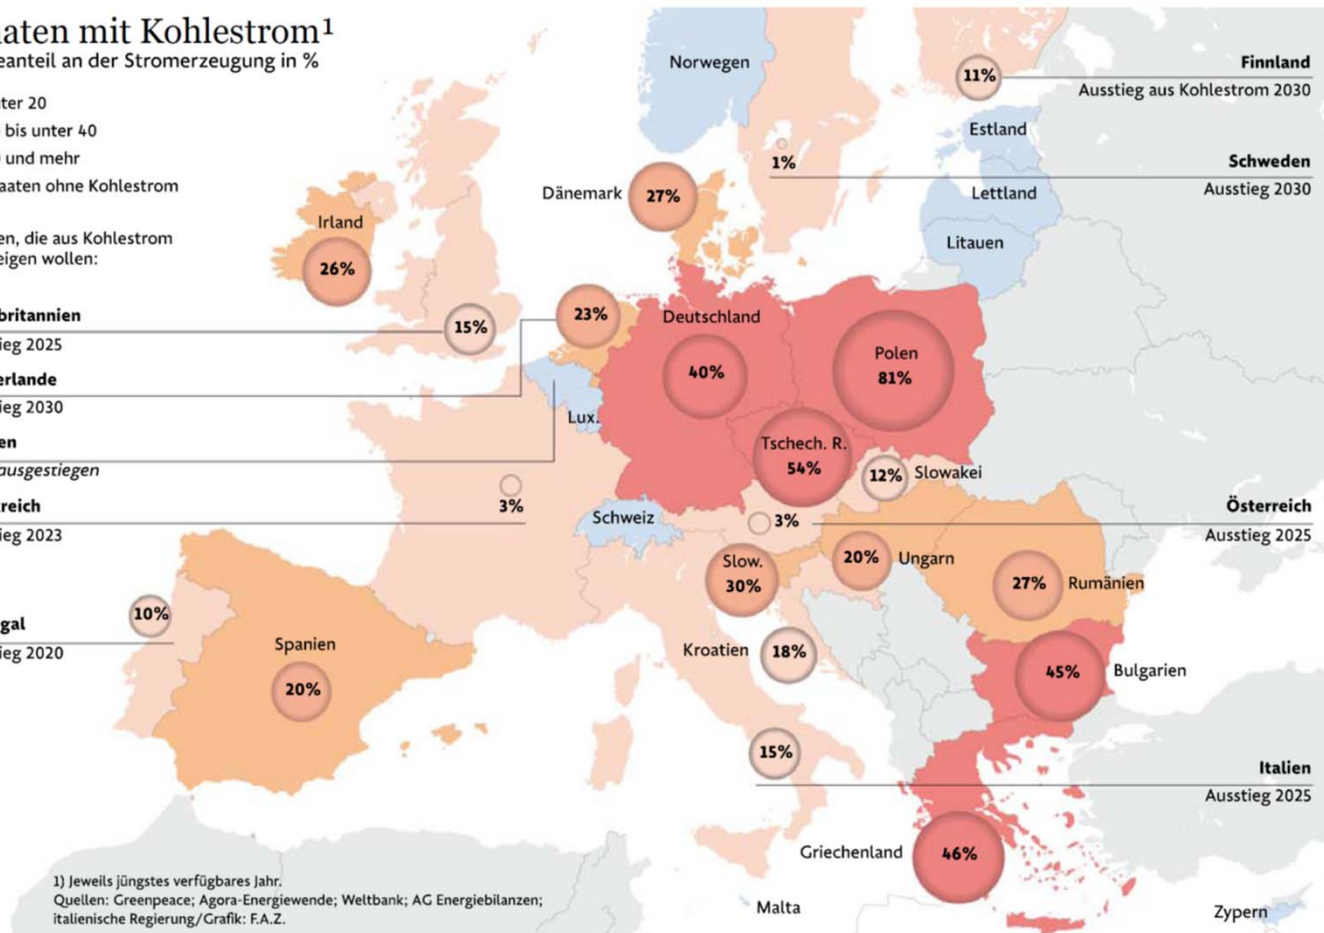 aten mit Kohlestrom¹
eanteil an der Stromerzeugung in %
ter 20
bis unter 40
und mehr
aaten ohne Kohlestrom
en, die aus Kohlestrom
eigen wollen:
britannien
ieg 2025
erlande
ieg 2030
en
ausgestiegen
reich
ieg 2023
gal
ieg 2020
Norwegen
11%
Finnland
Ausstieg aus Kohlestrom 2030
Estland
1%
Schweden
Ausstieg 2030
Dänemark
27%
Lettland
Irland
26%
Litauen
15%
23%
Deutschland
40%
Polen
81%
Lux.
Tschech. R.
54%
12%
Slowakei
3%
Schweiz
3%
Österreich
Ausstieg 2025
Slow.
30%
20%
Ungarn
27%
Rumänien
10%
Spanien
20%
Kroatien
18%
45%
Bulgarien
15%
Italien
Ausstieg 2025
Griechenland
46%
Malta
Zypern
1) Jeweils jüngstes verfügbares Jahr.
Quellen: Greenpeace; Agora-Energiewende; Weltbank; AG Energiebilanzen;
italienische Regierung/Grafik: F.A.Z.